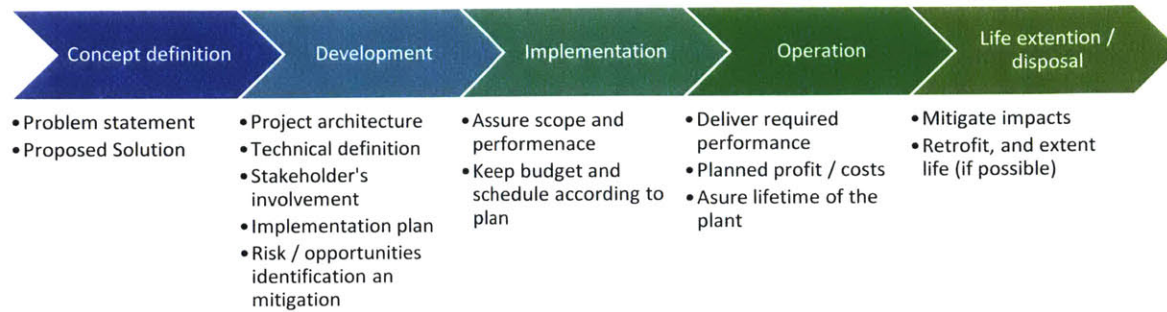 Concept definition
Development
Implementation
Operation
Life extention /
disposal
• Problem statement
• Proposed Solution
• Project architecture
• Technical definition
• Stakeholder's
involvement
• Implementation plan
• Risk / opportunities
identification an
mitigation
• Assure scope and
performenace
• Keep budget and
schedule according to
plan
• Deliver required
performance
• Planned profit / costs
• Asure lifetime of the
plant
• Mitigate impacts
• Retrofit, and extent
life (if possible)